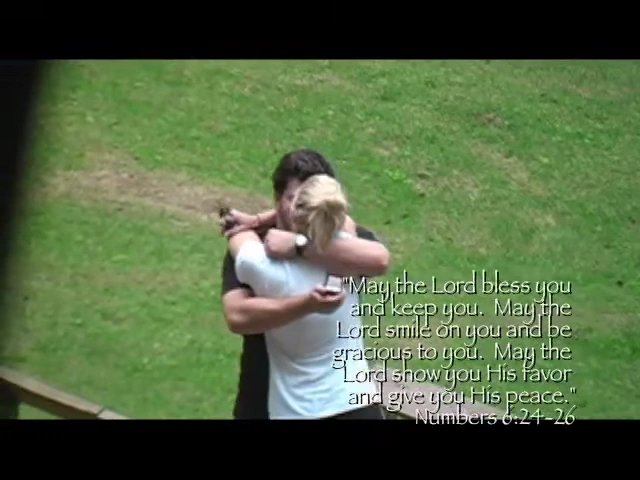 "May the Lord bless you
and keep you.  May the
Lord smile on you and be
gracious to you.  May the
Lord show you His favor
and give you His peace."
Numbers 6:24-26